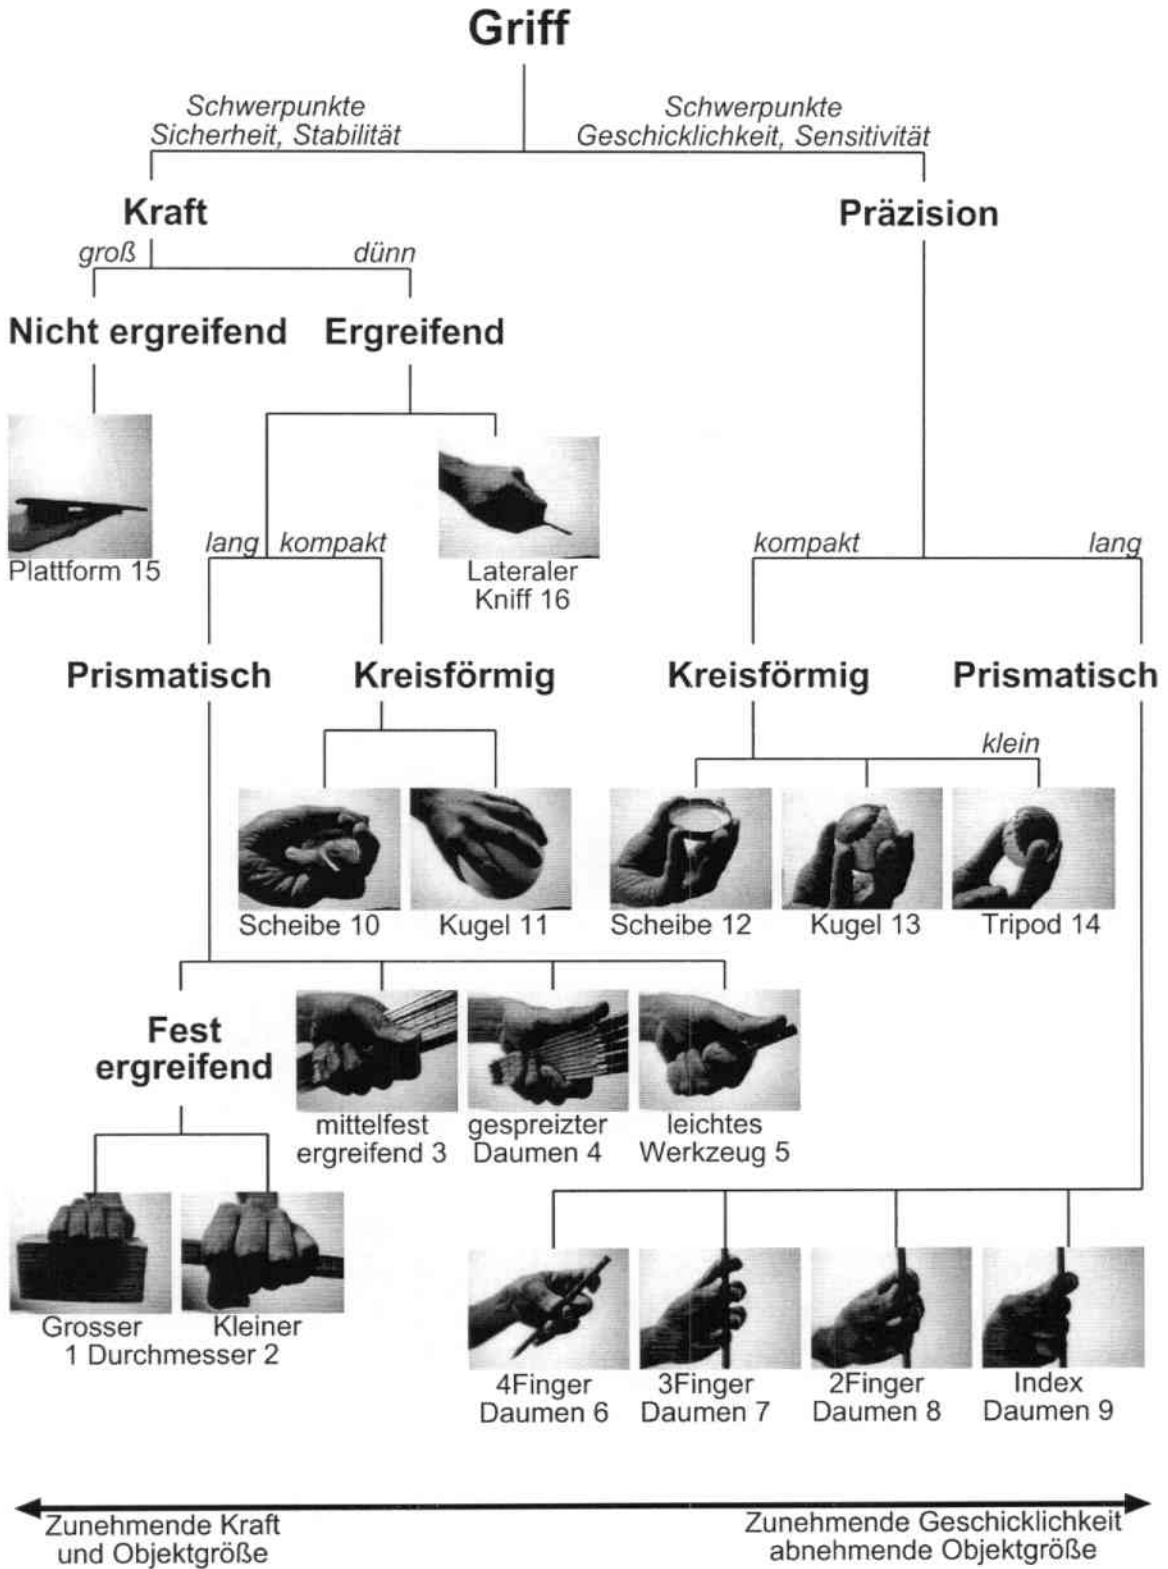 Griff
Schwerpunkte
Sicherheit, Stabilität
Schwerpunkte
Geschicklichkeit, Sensitivität
Kraft
Präzision
groß
dünn
Nicht ergreifend
Ergreifend
Plattform 15
Lateraler
Kniff 16
lang
kompakt
kompakt
lang
Prismatisch
Kreisförmig
Kreisförmig
Prismatisch
klein
Scheibe 10
Kugel 11
Scheibe 12
Kugel 13
Tripod 14
Fest
ergreifend
mittelfest
ergreifend 3
gespreizter
Daumen 4
leichtes
Werkzeug 5
Grosser
Kleiner
1 Durchmesser 2
4Finger
Daumen 6
3Finger
Daumen 7
2Finger
Daumen 8
Index
Daumen 9
Zunehmende Kraft
und Objektgröße
Zunehmende Geschicklichkeit
abnehmende Objektgröße